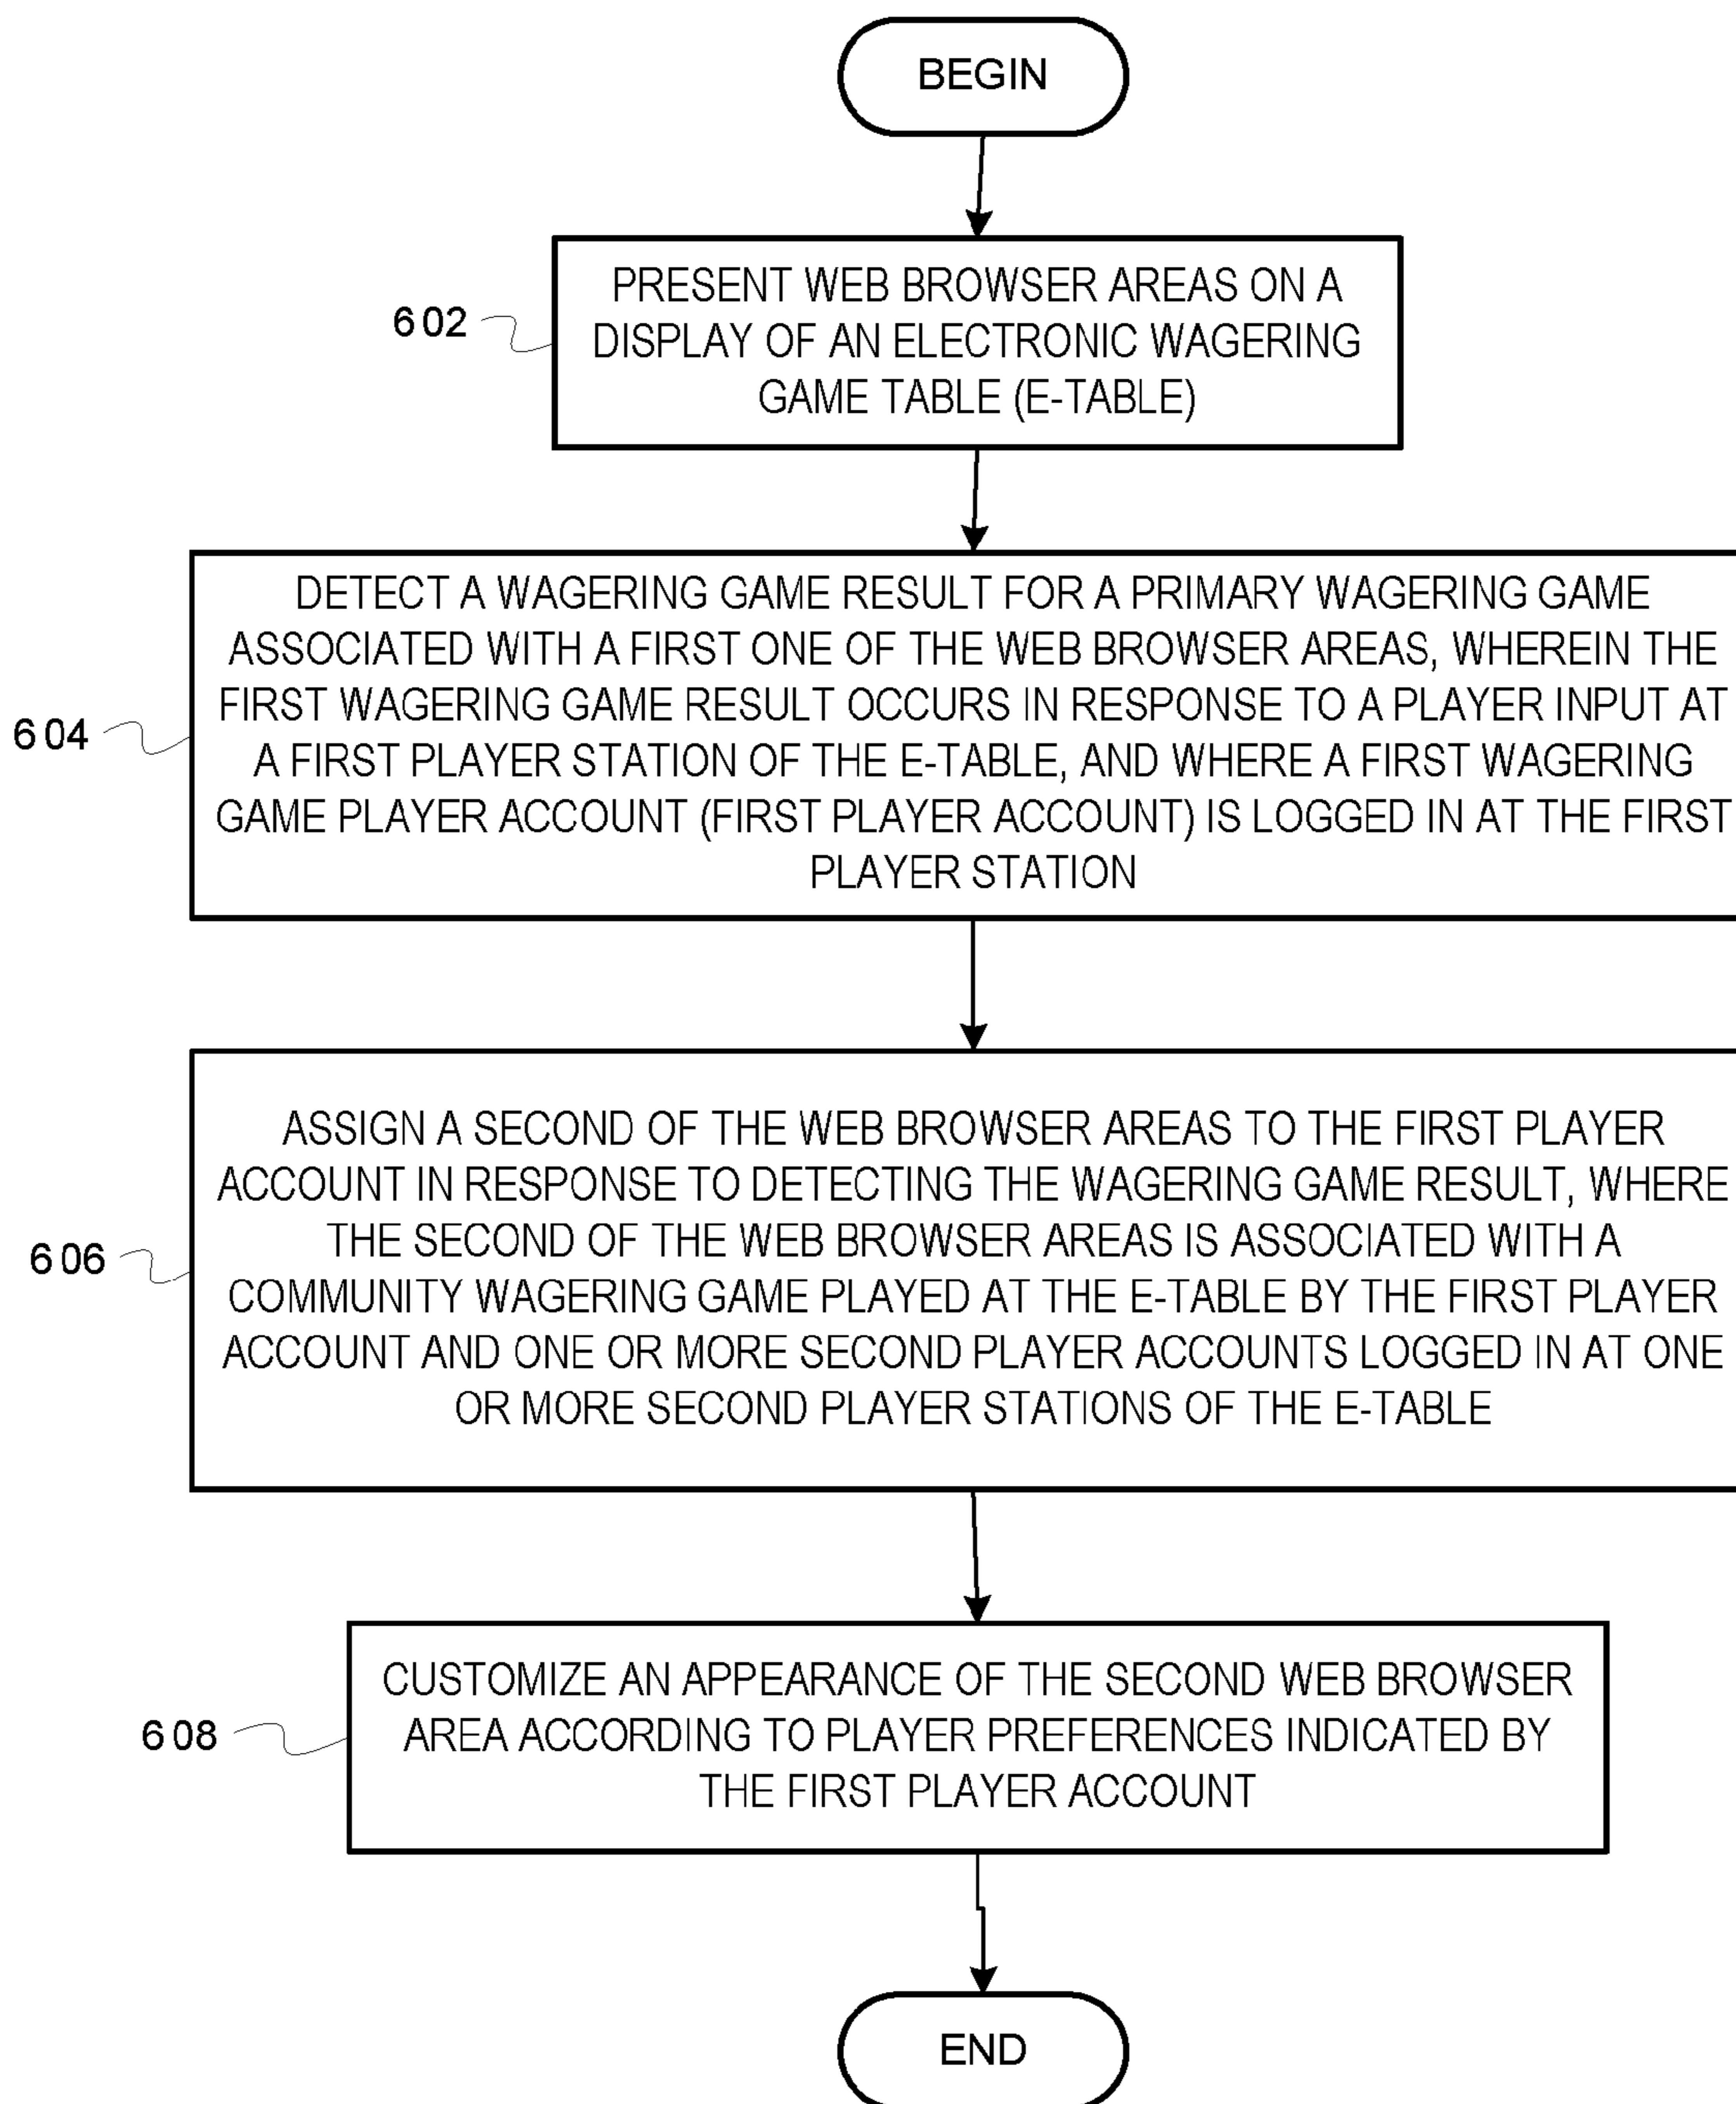 BEGIN
602
PRESENT WEB BROWSER AREAS ON A
DISPLAY OF AN ELECTRONIC WAGERING
GAME TABLE (E-TABLE)
604
DETECT A WAGERING GAME RESULT FOR A PRIMARY WAGERING GAME
ASSOCIATED WITH A FIRST ONE OF THE WEB BROWSER AREAS, WHEREIN THE
FIRST WAGERING GAME RESULT OCCURS IN RESPONSE TO A PLAYER INPUT AT
A FIRST PLAYER STATION OF THE E-TABLE, AND WHERE A FIRST WAGERING
GAME PLAYER ACCOUNT (FIRST PLAYER ACCOUNT) IS LOGGED IN AT THE FIRST
PLAYER STATION
606
ASSIGN A SECOND OF THE WEB BROWSER AREAS TO THE FIRST PLAYER
ACCOUNT IN RESPONSE TO DETECTING THE WAGERING GAME RESULT, WHERE
THE SECOND OF THE WEB BROWSER AREAS IS ASSOCIATED WITH A
COMMUNITY WAGERING GAME PLAYED AT THE E-TABLE BY THE FIRST PLAYER
ACCOUNT AND ONE OR MORE SECOND PLAYER ACCOUNTS LOGGED IN AT ONE
OR MORE SECOND PLAYER STATIONS OF THE E-TABLE
608
CUSTOMIZE AN APPEARANCE OF THE SECOND WEB BROWSER
AREA ACCORDING TO PLAYER PREFERENCES INDICATED BY
THE FIRST PLAYER ACCOUNT
END